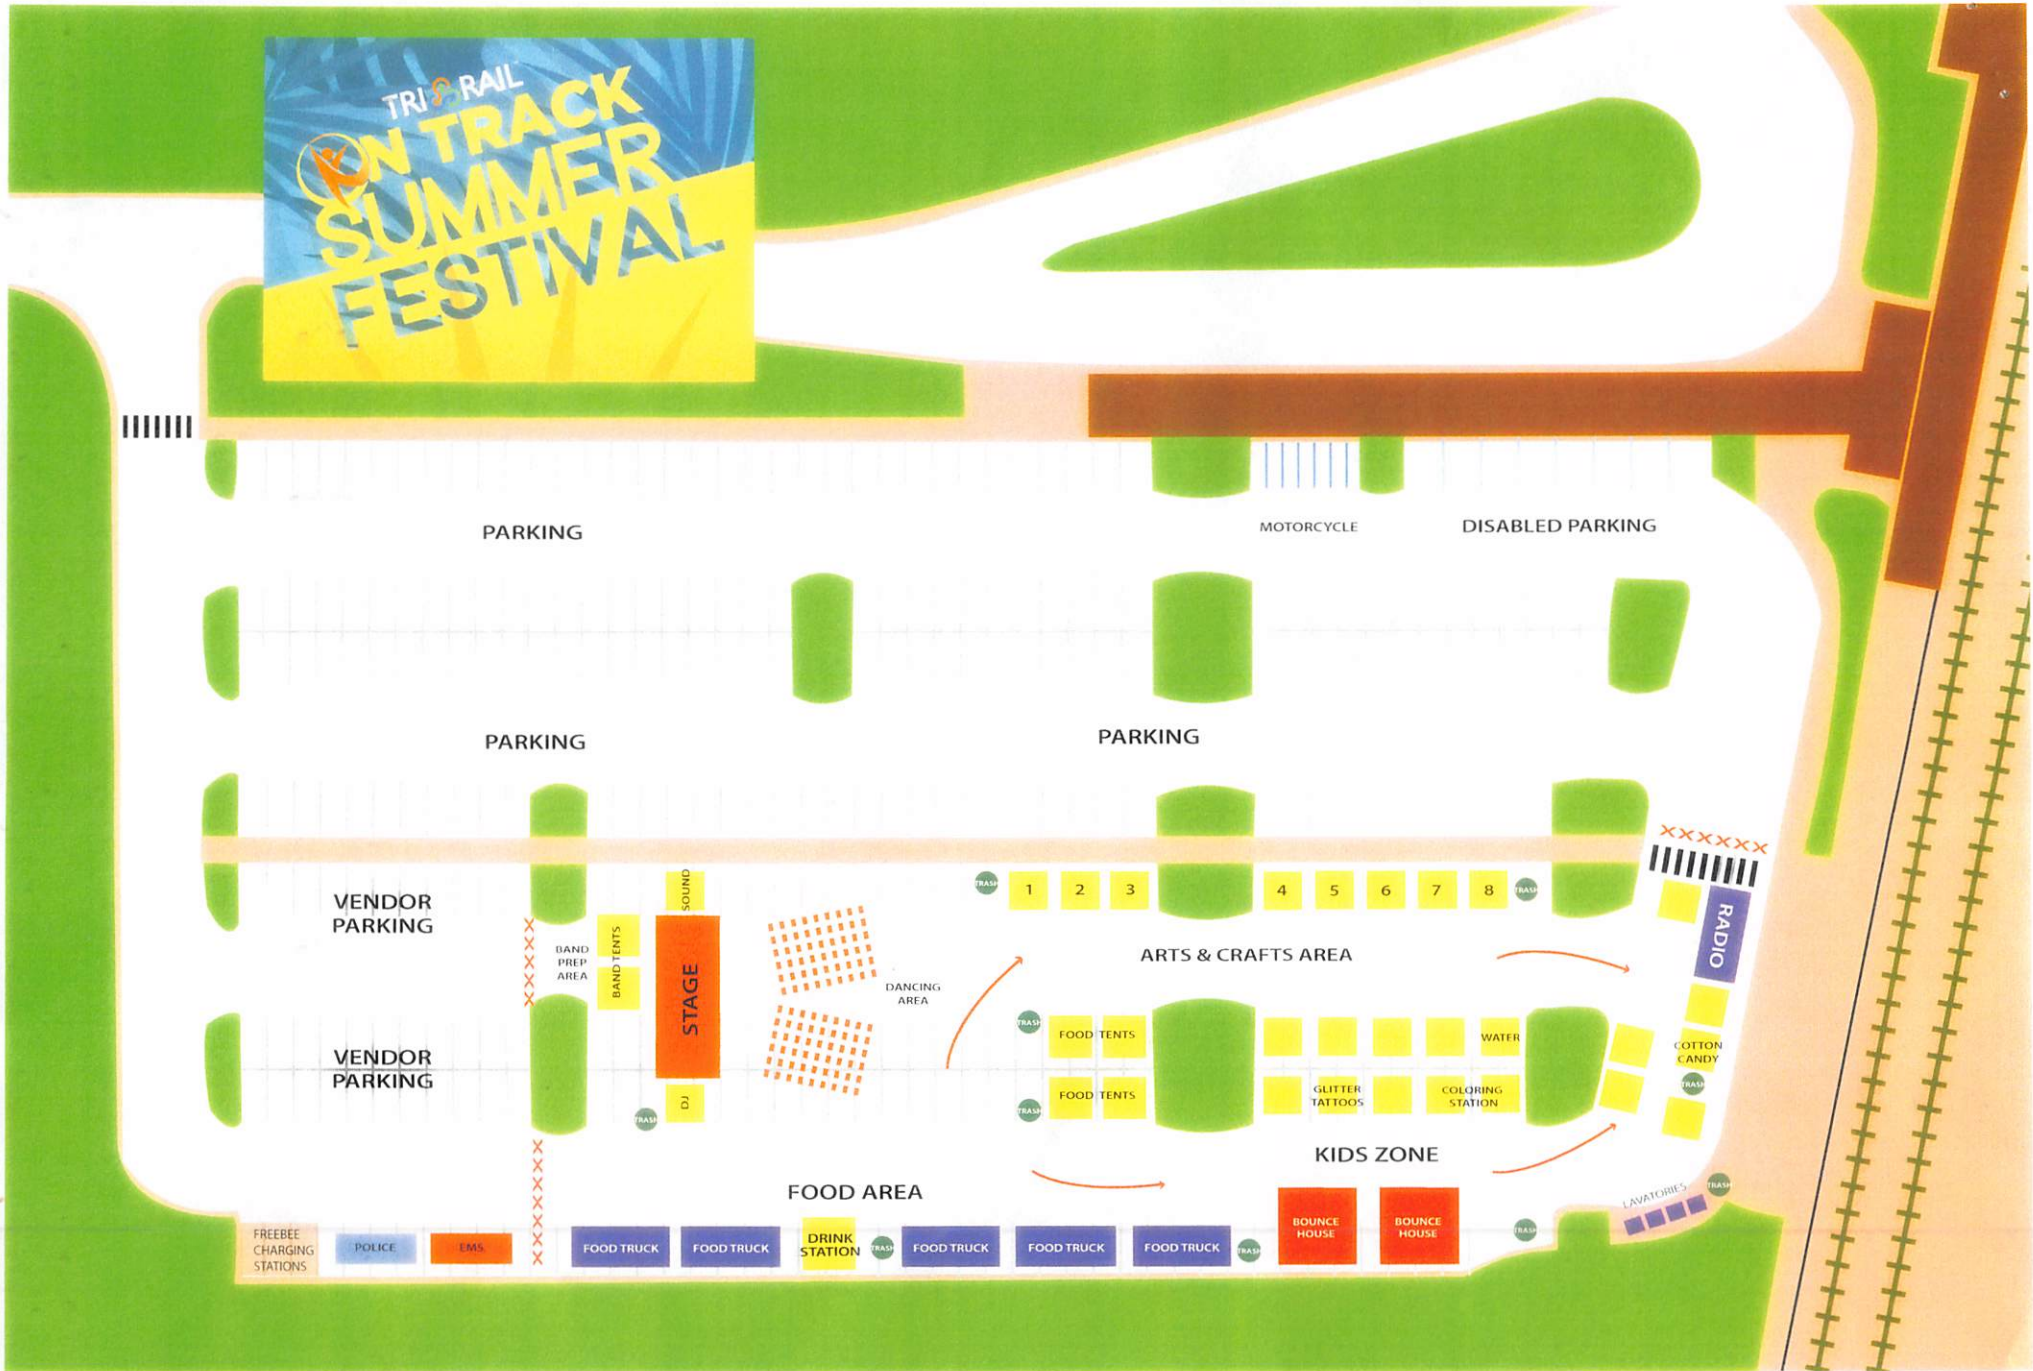 TRI RAIL
ON TRACK
SUMMER
FESTIVAL
PARKING
MOTORCYCLE
DISABLED PARKING
PARKING
PARKING
VENDOR
PARKING
BAND
PREP
AREA
BAND TENTS
SOUND
STAGE
DJ
TRASH
DANCING
AREA
TRASH
1
2
3
4
5
6
7
8
TRASH
ARTS & CRAFTS AREA
RADIO
VENDOR
PARKING
TRASH
FOOD TENTS
TRASH
FOOD TENTS
WATER
GLITTER
TATTOOS
COLORING
STATION
COTTON
CANDY
TRASH
KIDS ZONE
FOOD AREA
LAVATORIES
TRASH
FREEBEE
CHARGING
STATIONS
POLICE
EMS
FOOD TRUCK
FOOD TRUCK
DRINK
STATION
TRASH
FOOD TRUCK
FOOD TRUCK
FOOD TRUCK
TRASH
BOUNCE
HOUSE
BOUNCE
HOUSE
TRASH